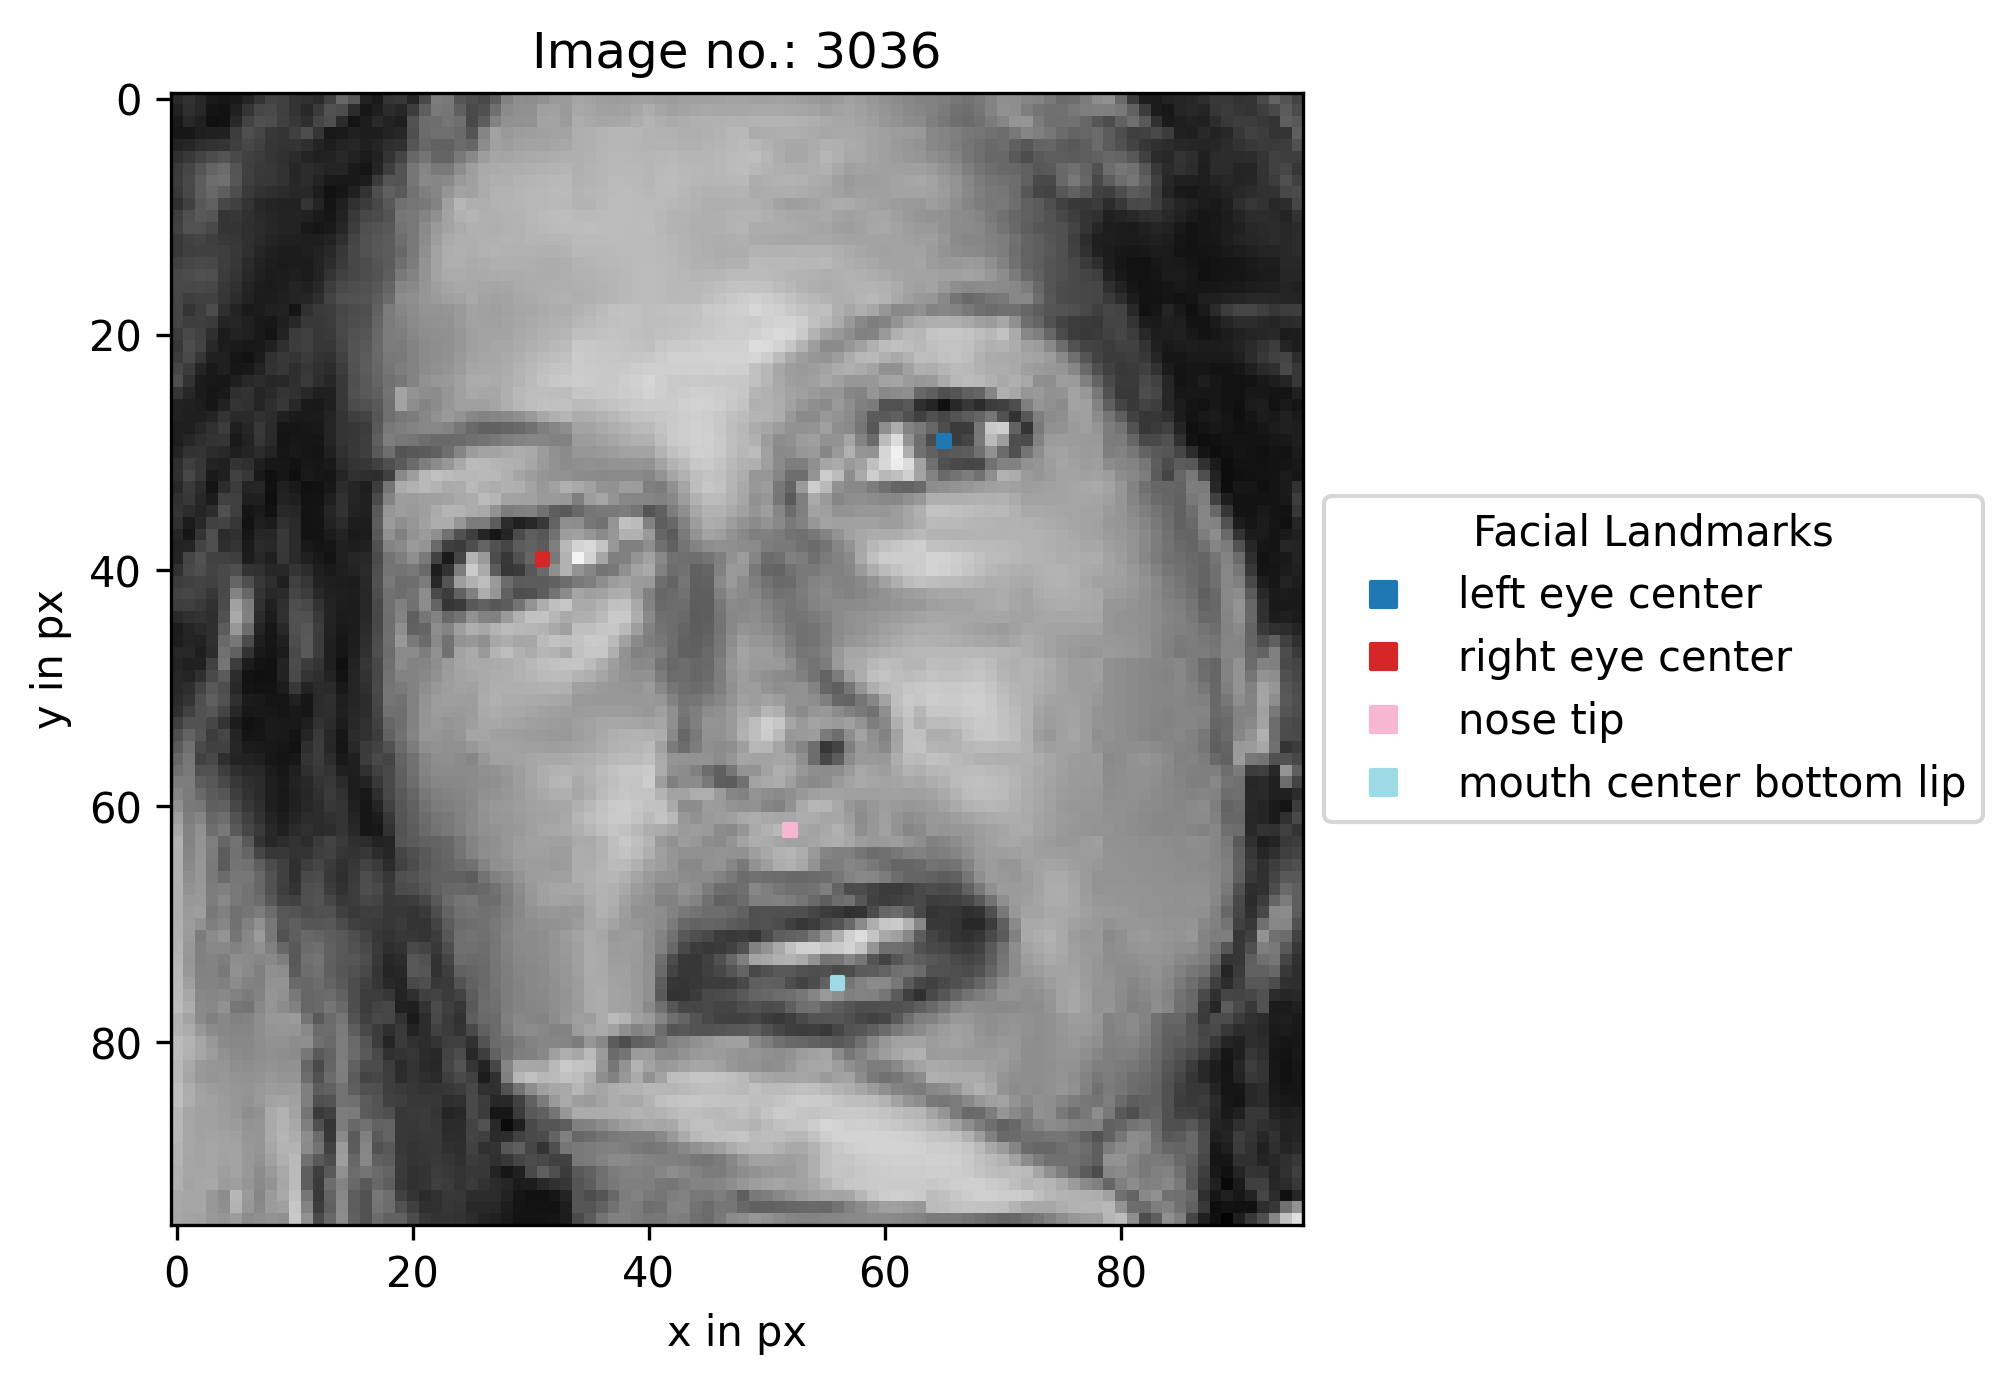 Image no.: 3036
0
20
40
60
80
y in px
0 20 40 60 80
x in px
Facial Landmarks
left eye center
right eye center
nose tip
mouth center bottom lip